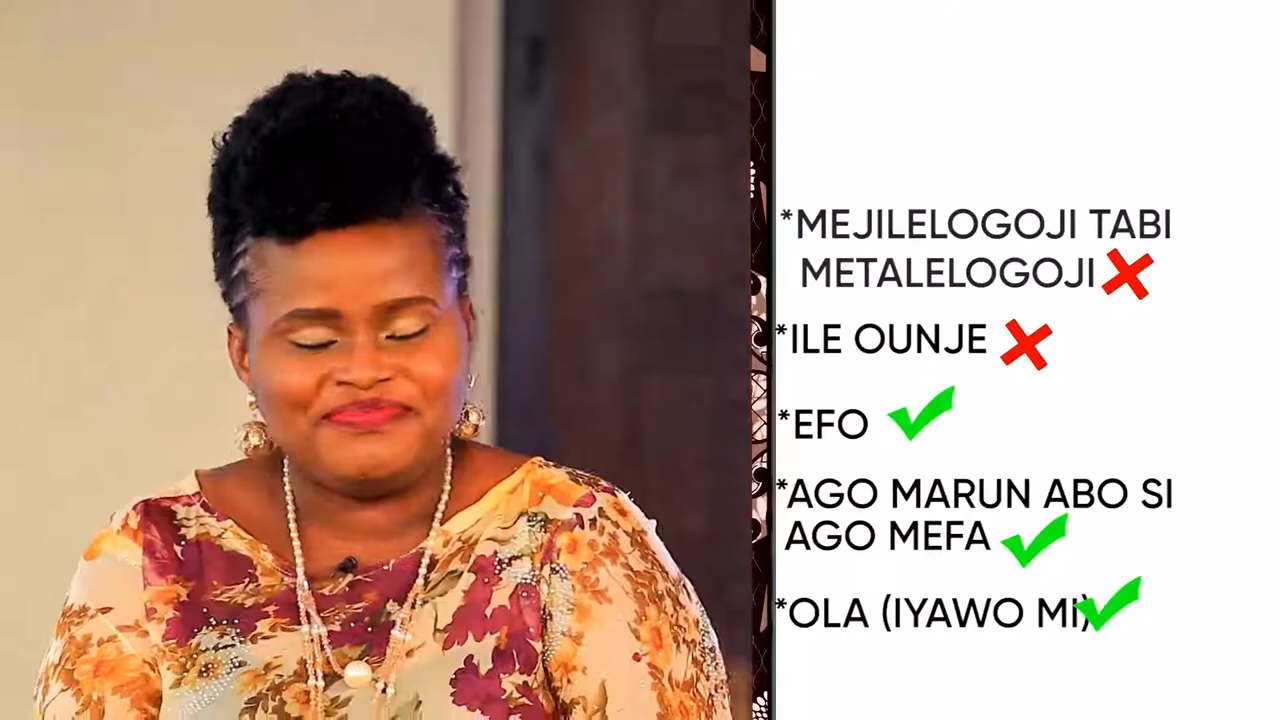 *MEJILELOGOJI TABI
METALELOGOJI
*ILE OUNJE
*EFO
*AGO MARUN ABO SI
AGO MEFA
*OLA (IYAWO MI)